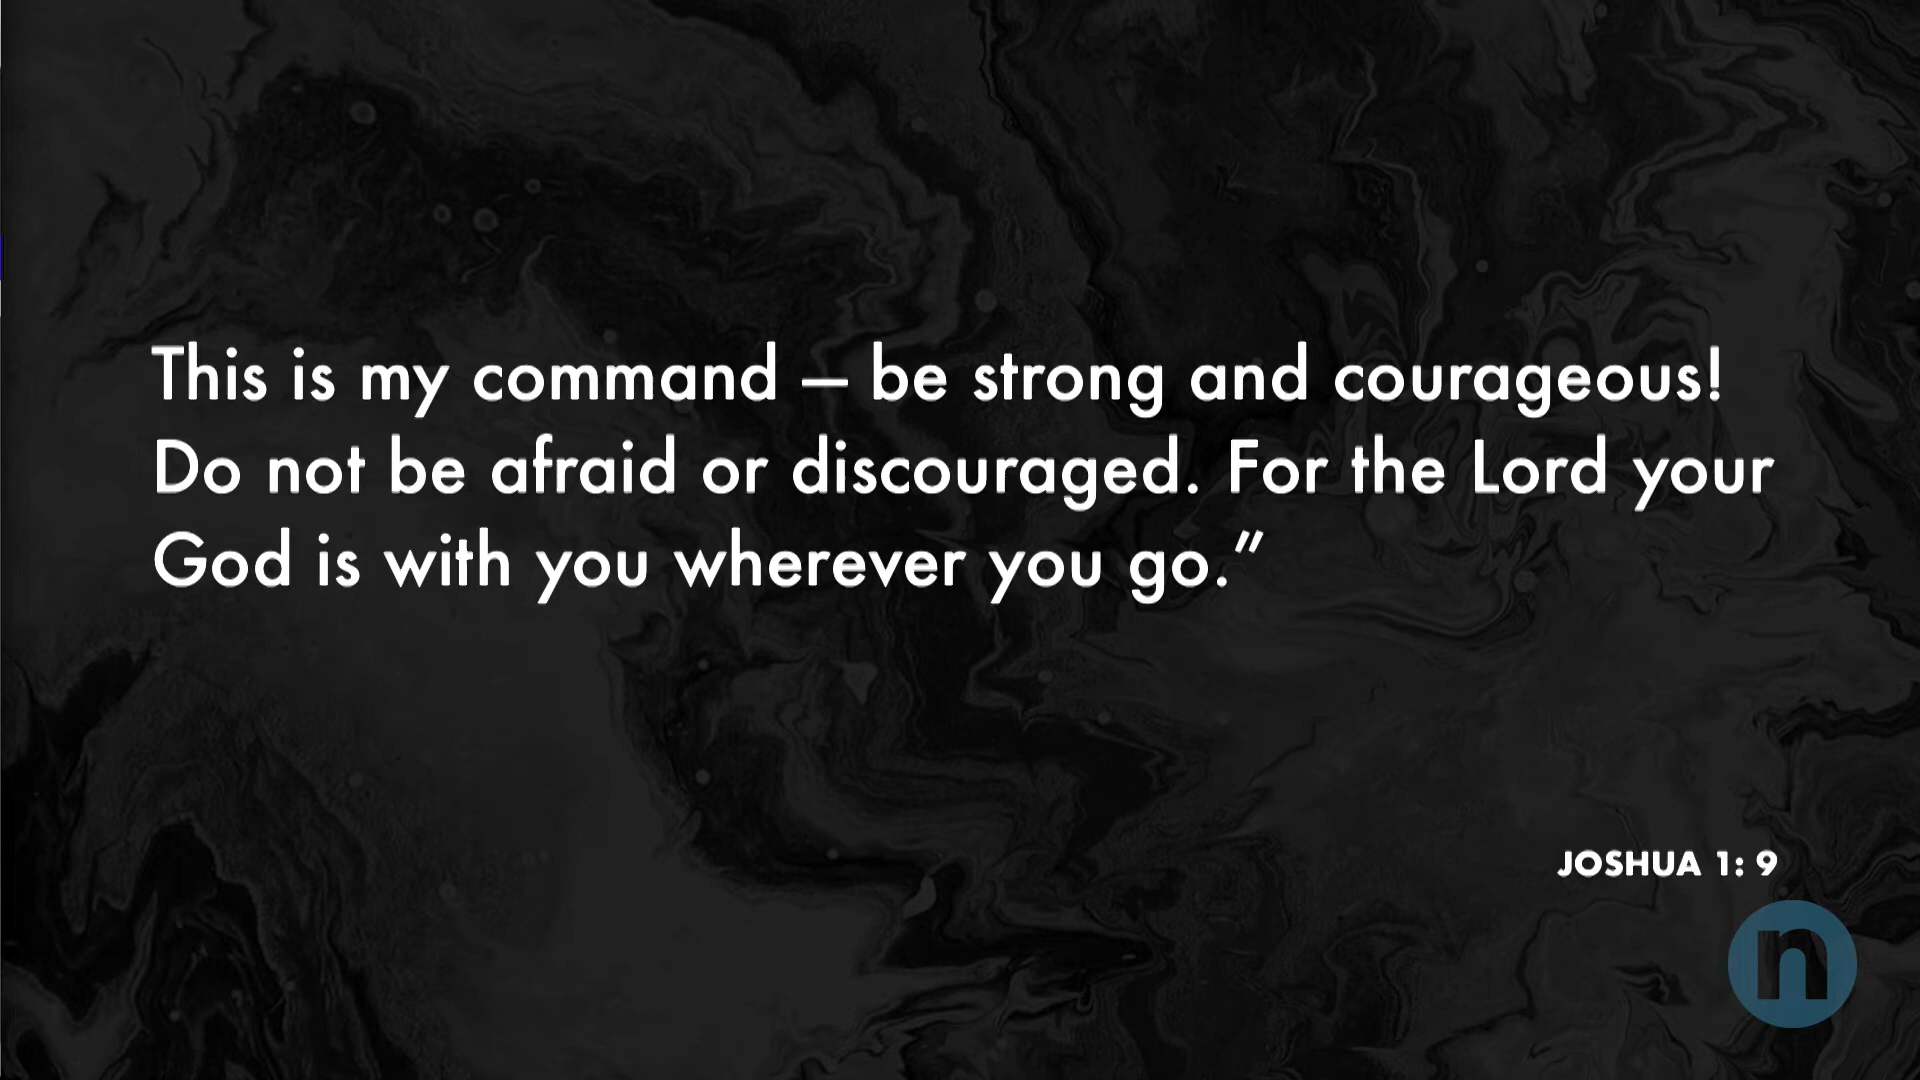 This is my command — be strong and courageous!
Do not be afraid or discouraged. For the Lord your
God is with you wherever you go.”
JOSHUA 1: 9
n